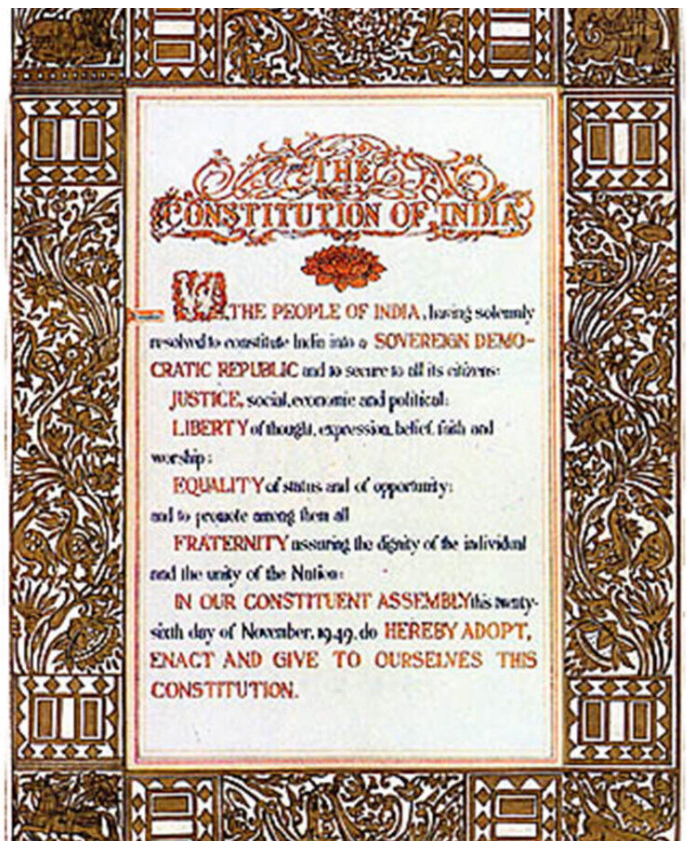 THE
CONSTITUTION OF INDIA
WE, THE PEOPLE OF INDIA, having solemnly
resolved to constitute India into a SOVEREIGN DEMO-
CRATIC REPUBLIC and to secure to all its citizens:
JUSTICE, social, economic and political;
LIBERTY of thought, expression, belief, faith and
worship;
EQUALITY of status and of opportunity;
and to promote among them all
FRATERNITY assuring the dignity of the individual
and the unity of the Nation;
IN OUR CONSTITUENT ASSEMBLY this twenty-
sixth day of November, 1949, do HEREBY ADOPT,
ENACT AND GIVE TO OURSELVES THIS
CONSTITUTION.